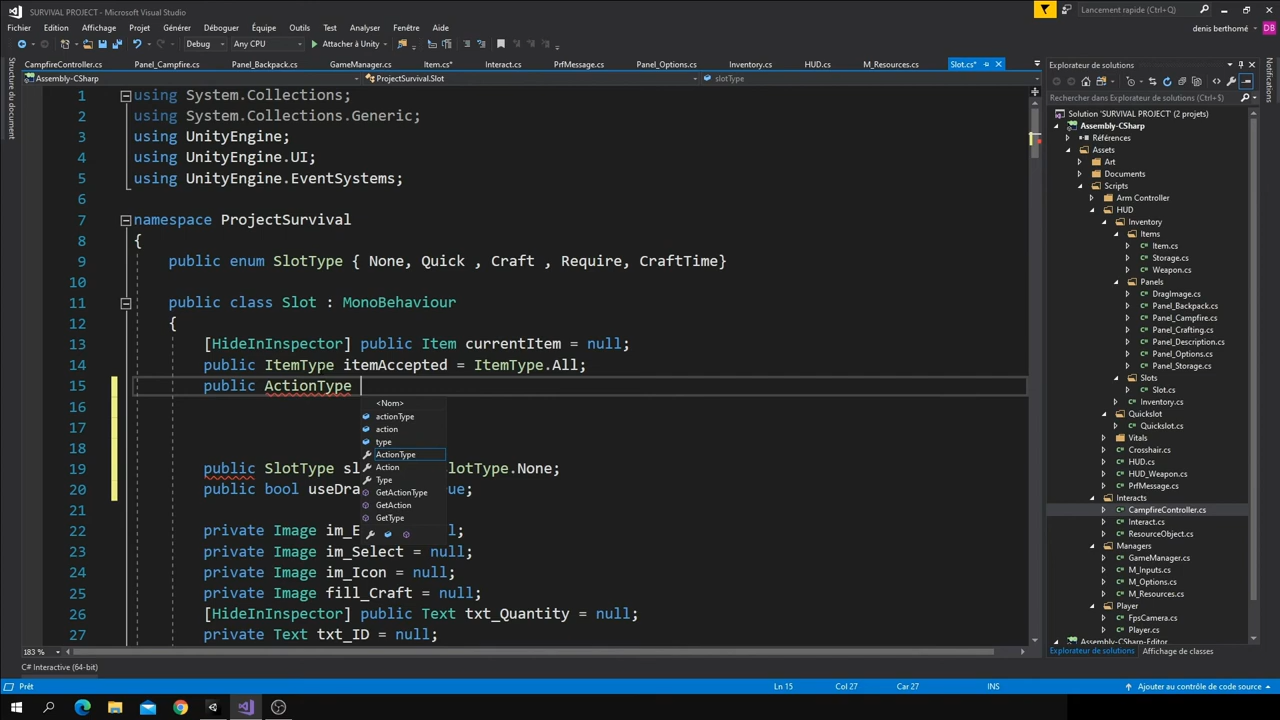 SURVIVAL PROJECT - Microsoft Visual Studio
Lancement rapide (Ctrl+Q)
Fichier Edition Affichage Projet Générer Déboguer Équipe Outils Test Analyser Fenêtre Aide
denis berthomé DB
Debug Any CPU Attacher à Unity
CampfireController.cs Panel_Campfire.cs Panel_Backpack.cs GameManager.cs Item.cs* Interact.cs PrfMessage.cs Panel_Options.cs Inventory.cs HUD.cs M_Resources.cs Slot.cs*
Assembly-CSharp ProjectSurvival.Slot slotType
Structure du document
1 using System.Collections;
2 using System.Collections.Generic;
3 using UnityEngine;
4 using UnityEngine.UI;
5 using UnityEngine.EventSystems;
6
7 namespace ProjectSurvival
8 {
9 public enum SlotType { None, Quick , Craft , Require, CraftTime}
10
11 public class Slot : MonoBehaviour
12 {
13 [HideInInspector] public Item currentItem = null;
14 public ItemType itemAccepted = ItemType.All;
15 public ActionType
16
17
18
19 public SlotType sl lotType.None;
20 public bool useDra ue;
21
22 private Image im_E l;
23 private Image im_Select = null;
24 private Image im_Icon = null;
25 private Image fill_Craft = null;
26 [HideInInspector] public Text txt_Quantity = null;
27 private Text txt_ID = null;
<Nom>
actionType
action
type
ActionType
Action
Type
GetActionType
GetAction
GetType
183 %
C# Interactive (64-bit)
Prêt Ln 15 Col 27 Car 27 INS Ajouter au contrôle de code source
Explorateur de solutions
Rechercher dans Explorateur de solutions (Ctrl+$)
Solution 'SURVIVAL PROJECT' (2 projets)
Assembly-CSharp
Références
Assets
Art
Documents
Scripts
Arm Controller
HUD
Inventory
Items
Item.cs
Storage.cs
Weapon.cs
Panels
DragImage.cs
Panel_Backpack.cs
Panel_Campfire.cs
Panel_Crafting.cs
Panel_Description.cs
Panel_Options.cs
Panel_Storage.cs
Slots
Slot.cs
Inventory.cs
Quickslot
Quickslot.cs
Vitals
Crosshair.cs
HUD.cs
HUD_Weapon.cs
PrfMessage.cs
Interacts
CampfireController.cs
Interact.cs
ResourceObject.cs
Managers
GameManager.cs
M_Inputs.cs
M_Options.cs
M_Resources.cs
Player
FpsCamera.cs
Player.cs
Assembly-CSharp-Editor
Explorateur de solutions Affichage de classes
Notifications